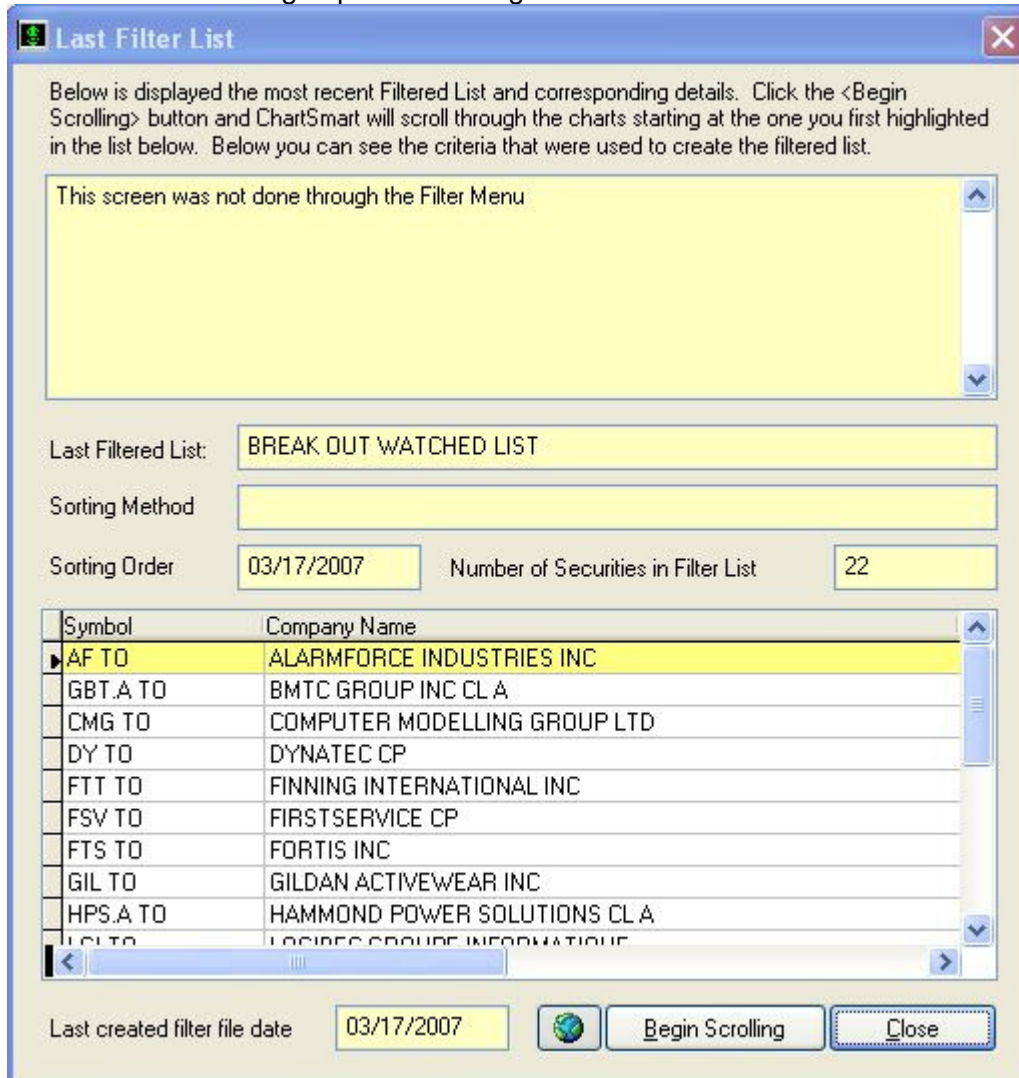 Last Filter List
Below is displayed the most recent Filtered List and corresponding details. Click the <Begin
Scrolling> button and ChartSmart will scroll through the charts starting at the one you first highlighted
in the list below. Below you can see the criteria that were used to create the filtered list.
This screen was not done through the Filter Menu
Last Filtered List: BREAK OUT WATCHED LIST
Sorting Method
Sorting Order 03/17/2007 Number of Securities in Filter List 22
Symbol Company Name
AF TO ALARMFORCE INDUSTRIES INC
GBT.A TO BMTC GROUP INC CL A
CMG TO COMPUTER MODELLING GROUP LTD
DY TO DYNATEC CP
FTT TO FINNING INTERNATIONAL INC
FSV TO FIRSTSERVICE CP
FTS TO FORTIS INC
GIL TO GILDAN ACTIVEWEAR INC
HPS.A TO HAMMOND POWER SOLUTIONS CL A
GROUPE
Last created filter file date 03/17/2007 Begin Scrolling Close